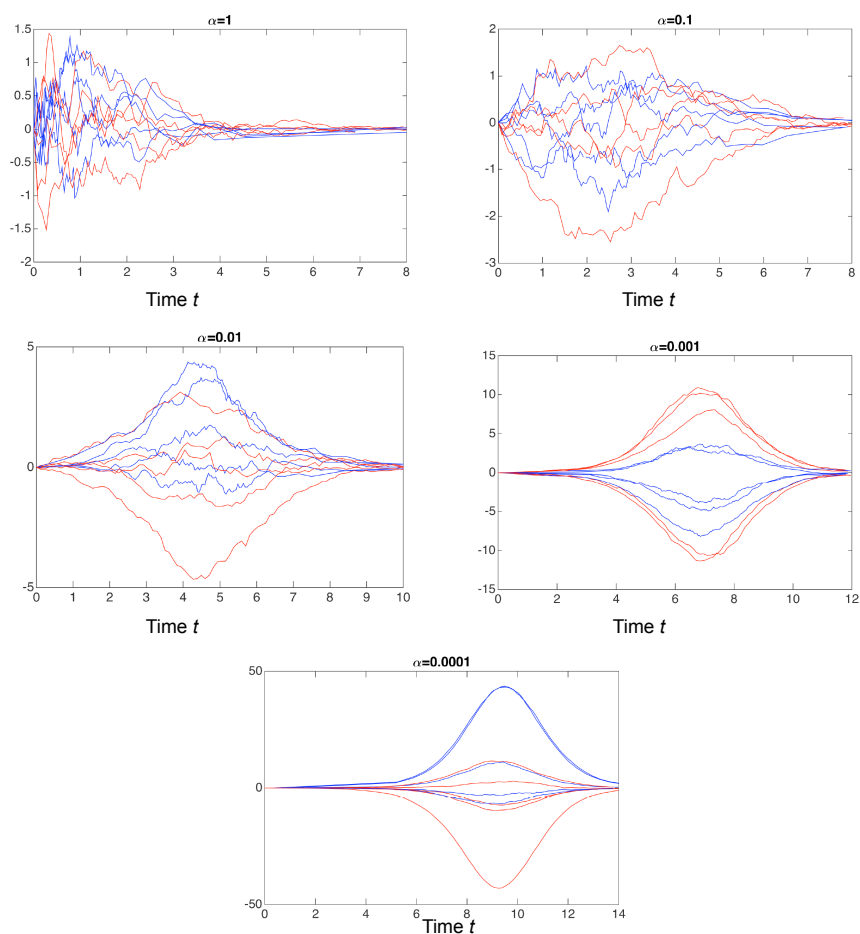 α=1
1.5
1
0.5
0
-0.5
-1
-1.5
-2
0 1 2 3 4 5 6 7 8
Time t
α=0.1
2
1
0
-1
-2
-3
0 1 2 3 4 5 6 7 8
Time t
α=0.01
5
0
-5
0 1 2 3 4 5 6 7 8 9 10
Time t
α=0.001
15
10
5
0
-5
-10
-15
0 2 4 6 8 10 12
Time t
α=0.0001
50
0
-50
0 2 4 6 8 10 12 14
Time t